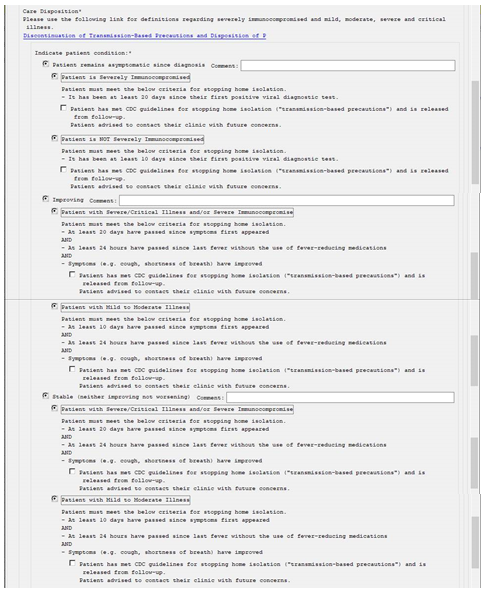 Care Disposition*
Please use the following link for definitions regarding severely immunocompromised and mild, moderate, severe and critical
illness.
Discontinuation of Transmission-Based Precautions and Disposition of P
Indicate patient condition:*
Patient remains asymptomatic since diagnosis Comment:
Patient is Severely Immunocompromised
Patient must meet the below criteria for stopping home isolation.
- It has been at least 20 days since their first positive viral diagnostic test.
Patient has met CDC guidelines for stopping home isolation ("transmission-based precautions") and is released
from follow-up.
Patient advised to contact their clinic with future concerns.
Patient is NOT Severely Immunocompromised
Patient must meet the below criteria for stopping home isolation.
- It has been at least 10 days since their first positive viral diagnostic test.
Patient has met CDC guidelines for stopping home isolation ("transmission-based precautions") and is released
from follow-up.
Patient advised to contact their clinic with future concerns.
Improving Comment:
Patient with Severe/Critical Illness and/or Severe Immunocompromise
Patient must meet the below criteria for stopping home isolation.
- At least 20 days have passed since symptoms first appeared
AND
- At least 24 hours have passed since last fever without the use of fever-reducing medications
AND
- Symptoms (e.g. cough, shortness of breath) have improved
Patient has met CDC guidelines for stopping home isolation ("transmission-based precautions") and is
released from follow-up.
Patient advised to contact their clinic with future concerns.
Patient with Mild to Moderate Illness
Patient must meet the below criteria for stopping home isolation.
- At least 10 days have passed since symptoms first appeared
AND
- At least 24 hours have passed since last fever without the use of fever-reducing medications
AND
- Symptoms (e.g. cough, shortness of breath) have improved
Patient has met CDC guidelines for stopping home isolation ("transmission-based precautions") and is
released from follow-up.
Patient advised to contact their clinic with future concerns.
Stable (neither improving not worsening) Comment:
Patient with Severe/Critical Illness and/or Severe Immunocompromise
Patient must meet the below criteria for stopping home isolation.
- At least 20 days have passed since symptoms first appeared
AND
- At least 24 hours have passed since last fever without the use of fever-reducing medications
AND
- Symptoms (e.g. cough, shortness of breath) have improved
Patient has met CDC guidelines for stopping home isolation ("transmission-based precautions") and is
released from follow-up.
Patient advised to contact their clinic with future concerns.
Patient with Mild to Moderate Illness
Patient must meet the below criteria for stopping home isolation.
- At least 10 days have passed since symptoms first appeared
AND
- At least 24 hours have passed since last fever without the use of fever-reducing medications
AND
- Symptoms (e.g. cough, shortness of breath) have improved
Patient has met CDC guidelines for stopping home isolation ("transmission-based precautions") and is
released from follow-up.
Patient advised to contact their clinic with future concerns.